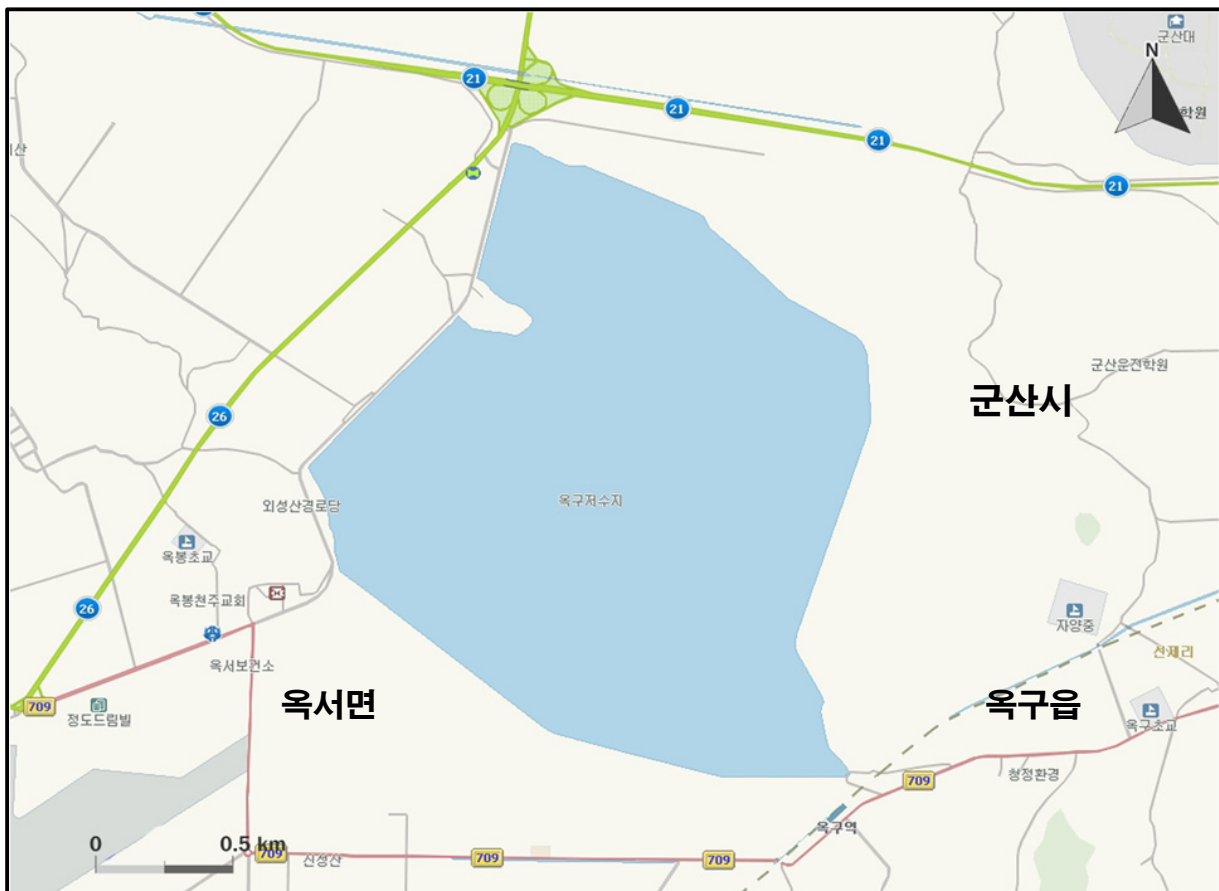 21
군산대
N
21
21
학원
21
산
21
군산운전학원
군산시
26
옥구저수지
외성산경로당
옥봉초교
옥봉천주교회
26
자양중
옥서보건소
선제리
709
정도드림빌
옥서면
옥구읍
옥구초교
709
청정환경
옥구역
0 0.5 km
709
신성산
709
709